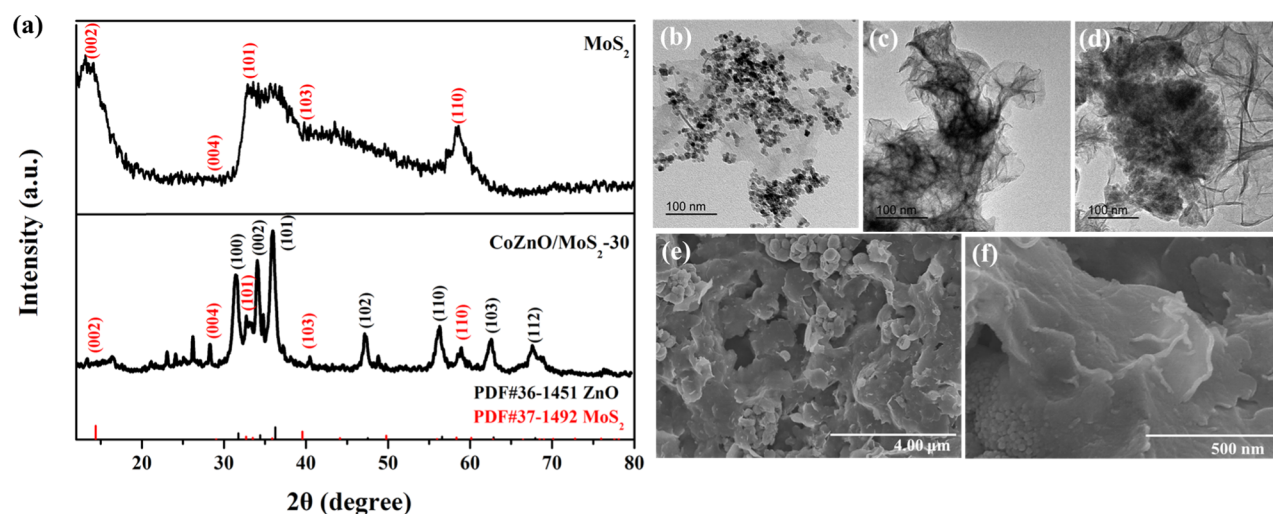 (a)
Intensity (a.u.)
MoS2
(002)
(004)
(101)
(103)
(110)
CoZnO/MoS2-30
(002)
(004)
(100)
(101)
(002)
(101)
(103)
(102)
(110)
(110)
(103)
(112)
PDF#36-1451 ZnO
PDF#37-1492 MoS2
20 30 40 50 60 70 80
2θ (degree)
(b)
100 nm
(c)
100 nm
(d)
100 nm
(e)
4.00 µm
(f)
500 nm